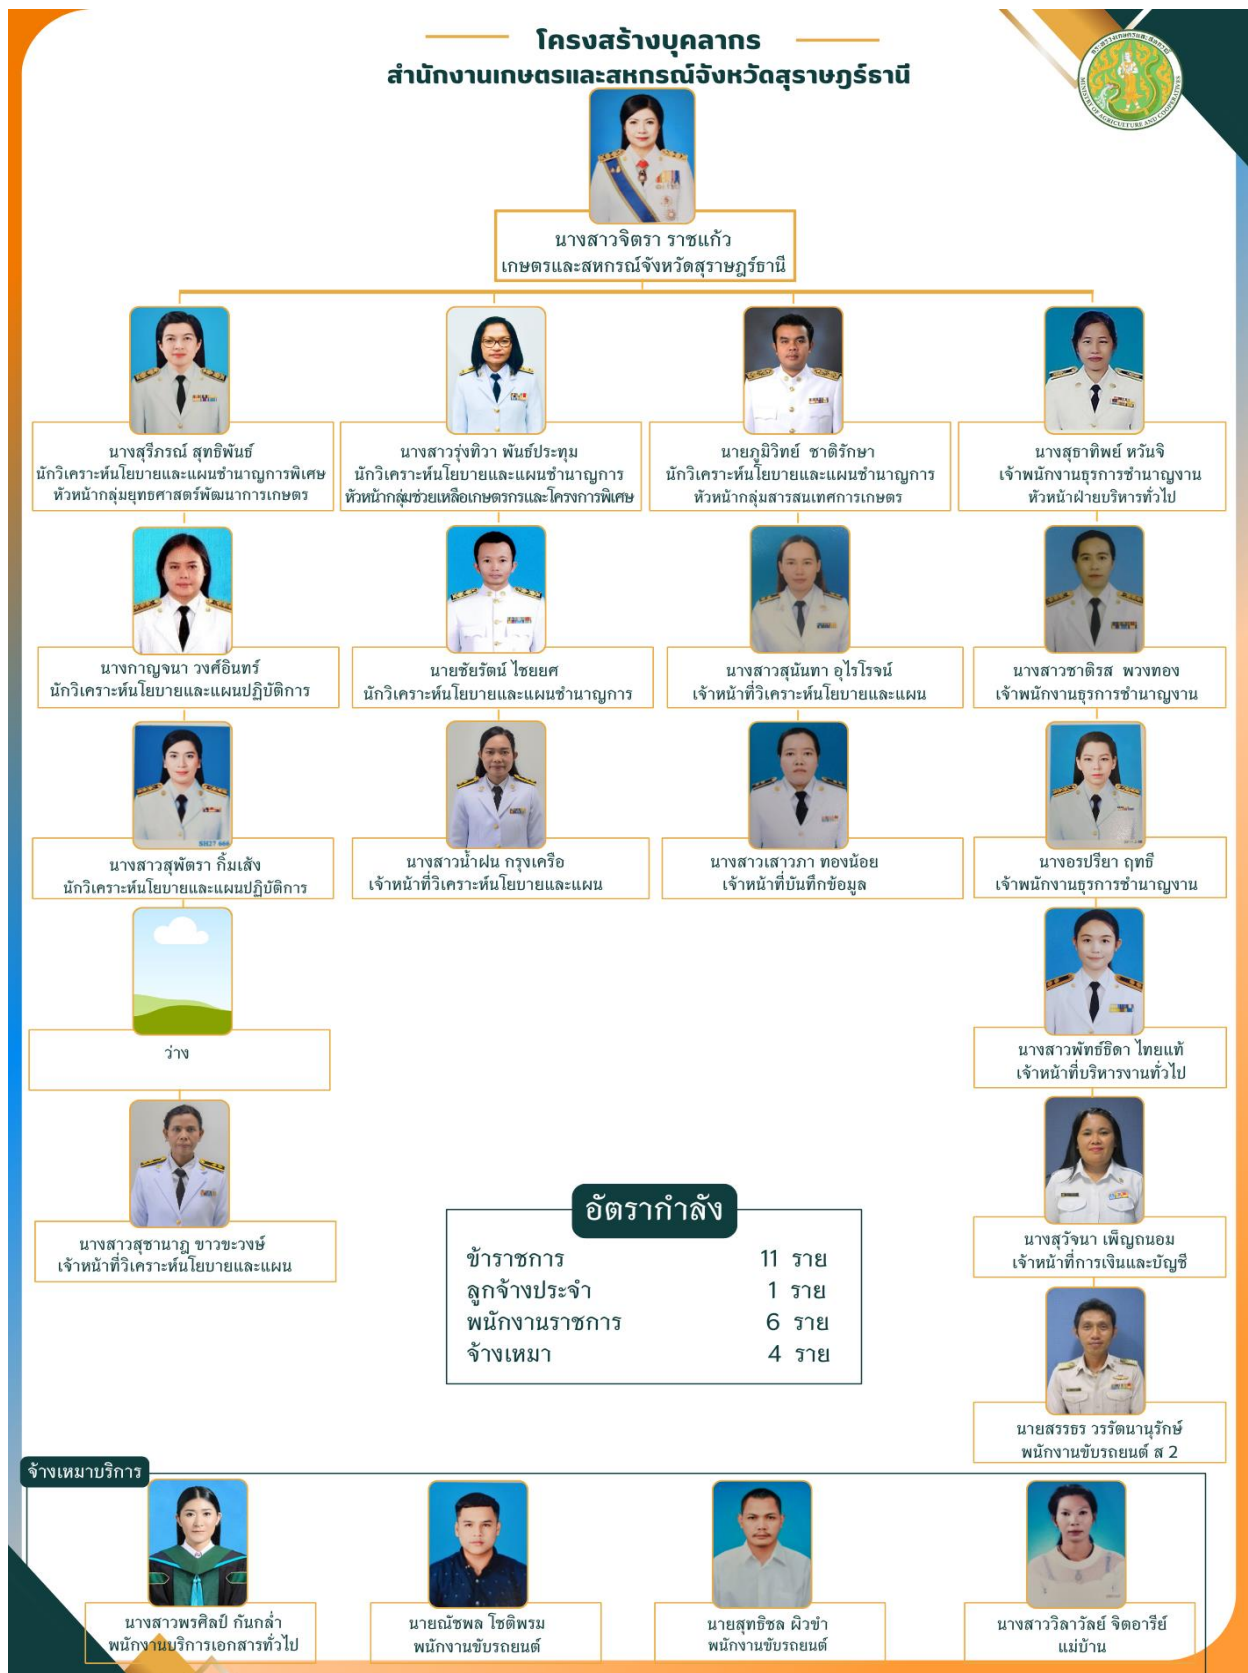 โครงสร้างบุคลากร
สำนักงานเกษตรและสหกรณ์จังหวัดสุราษฎร์ธานี
กระทรวงเกษตรและสหกรณ์
MINISTRY OF AGRICULTURE AND COOPERATIVES
นางสาวจิตรา ราชแก้ว
เกษตรและสหกรณ์จังหวัดสุราษฎร์ธานี
นางสุรีภรณ์ สุทธิพันธ์
นักวิเคราะห์นโยบายและแผนชำนาญการพิเศษ
หัวหน้ากลุ่มยุทธศาสตร์พัฒนาการเกษตร
นางสาวรุ่งทิวา พันธ์ประทุม
นักวิเคราะห์นโยบายและแผนชำนาญการ
หัวหน้ากลุ่มช่วยเหลือเกษตรกรและโครงการพิเศษ
นายภูมิวิทย์ ชาติรักษา
นักวิเคราะห์นโยบายและแผนชำนาญการ
หัวหน้ากลุ่มสารสนเทศการเกษตร
นางสุธาทิพย์ หวันจิ
เจ้าพนักงานธุรการชำนาญงาน
หัวหน้าฝ่ายบริหารทั่วไป
นางกาญจนา วงศ์อินทร์
นักวิเคราะห์นโยบายและแผนปฏิบัติการ
นายชัยรัตน์ ไชยยศ
นักวิเคราะห์นโยบายและแผนชำนาญการ
นางสาวสุนันทา อุไรโรจน์
เจ้าหน้าที่วิเคราะห์นโยบายและแผน
นางสาวชาติรส พวงทอง
เจ้าพนักงานธุรการชำนาญงาน
SH27 666
นางสาวสุพัตรา กิ้มเส้ง
นักวิเคราะห์นโยบายและแผนปฏิบัติการ
นางสาวน้ำฝน กรุงเครือ
เจ้าหน้าที่วิเคราะห์นโยบายและแผน
นางสาวเสาวภา ทองน้อย
เจ้าหน้าที่บันทึกข้อมูล
นางอรปรียา ฤทธี
เจ้าพนักงานธุรการชำนาญงาน
ว่าง
นางสาวพัทธ์ธิดา ไทยแท้
เจ้าหน้าที่บริหารงานทั่วไป
นางสาวสุชานาฎ ขาวขะวงษ์
เจ้าหน้าที่วิเคราะห์นโยบายและแผน
นางสุวัจนา เพ็ญถนอม
เจ้าหน้าที่การเงินและบัญชี
อัตรากำลัง
ข้าราชการ 11 ราย
ลูกจ้างประจำ 1 ราย
พนักงานราชการ 6 ราย
จ้างเหมา 4 ราย
นายสรรธร วรรัตนานุรักษ์
พนักงานขับรถยนต์ ส 2
จ้างเหมาบริการ
นางสาวพรศิลป์ กันกล่ำ
พนักงานบริการเอกสารทั่วไป
นายณัชพล โชติพรม
พนักงานขับรถยนต์
นายสุทธิชล ผิวขำ
พนักงานขับรถยนต์
นางสาววิลาวัลย์ จิตอารีย์
แม่บ้าน